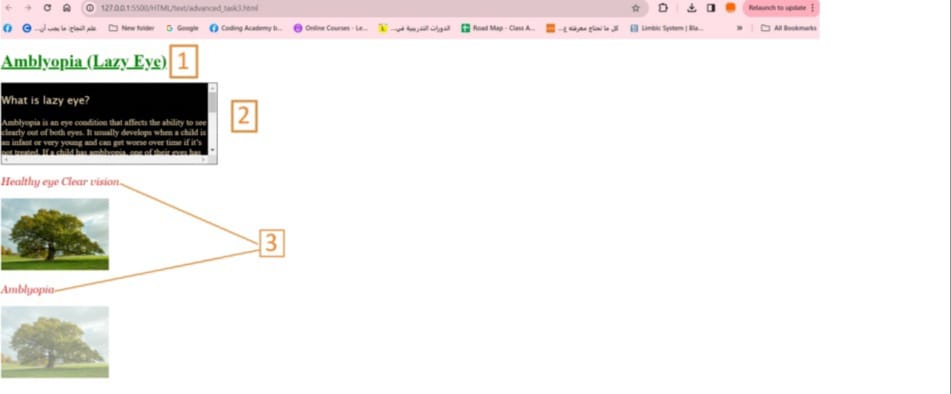 127.0.0.1:5500/HTML/text/advanced_task3.html
Relaunch to update
علم النجاح: ما يجب أن...
New folder
Google
Coding Academy b...
Online Courses - Le...
الدورات التدريبية في...
Road Map - Class A...
كل ما تحتاج معرفته ع...
Limbic System | Bla...
»
All Bookmarks
Amblyopia (Lazy Eye)
1
What is lazy eye?
2
Amblyopia is an eye condition that affects the ability to see
clearly out of both eyes. It usually develops when a child is
an infant or very young and can get worse over time if it's
not treated. If a child has amblyopia, one of their eyes has
Healthy eye Clear vision
3
Amblyopia